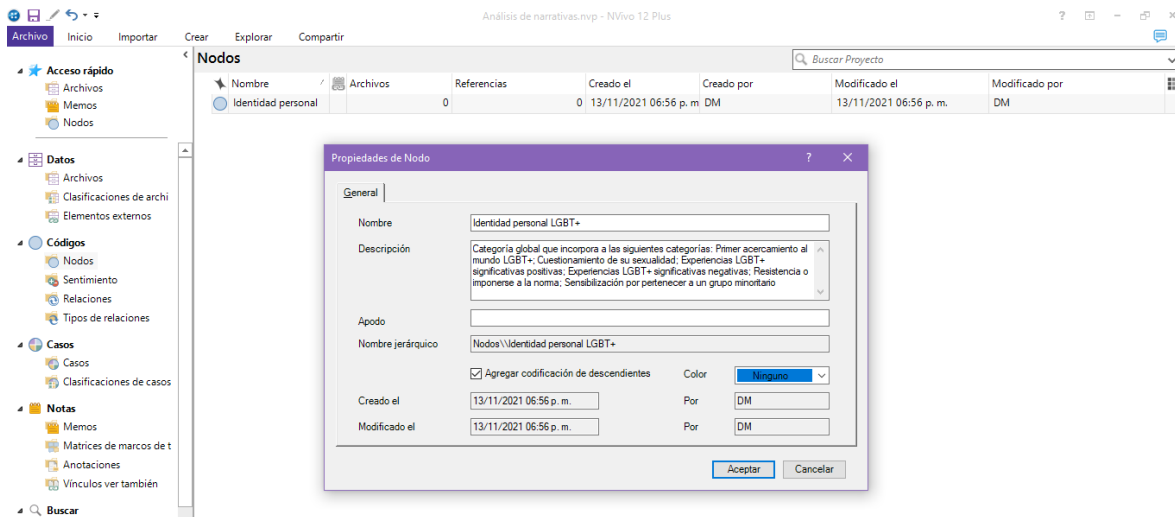 Análisis de narrativas.nvp - NVivo 12 Plus
Archivo Inicio Importar Crear Explorar Compartir
Acceso rápido
Archivos
Memos
Nodos
Datos
Archivos
Clasificaciones de archi
Elementos externos
Códigos
Nodos
Sentimiento
Relaciones
Tipos de relaciones
Casos
Casos
Clasificaciones de casos
Notas
Memos
Matrices de marcos de t
Anotaciones
Vínculos ver también
Buscar
Nodos
Buscar Proyecto
Nombre Archivos Referencias Creado el Creado por Modificado el Modificado por
Identidad personal 0 0 13/11/2021 06:56 p. m DM 13/11/2021 06:56 p. m. DM
Propiedades de Nodo
General
Nombre Identidad personal LGBT+
Descripción Categoría global que incorpora a las siguientes categorías: Primer acercamiento al
mundo LGBT+; Cuestionamiento de su sexualidad; Experiencias LGBT+
significativas positivas; Experiencias LGBT+ significativas negativas; Resistencia o
imponerse a la norma; Sensibilización por pertenecer a un grupo minoritario
Apodo
Nombre jerárquico Nodos\\Identidad personal LGBT+
Agregar codificación de descendientes Color Ninguno
Creado el 13/11/2021 06:56 p. m. Por DM
Modificado el 13/11/2021 06:56 p. m. Por DM
Aceptar Cancelar